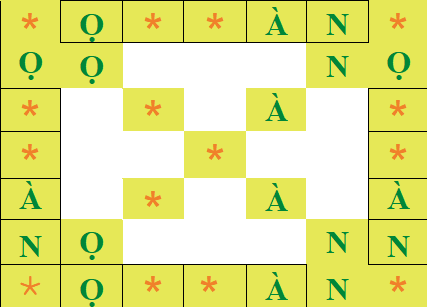 * Ọ * * À N *
Ọ Ọ N Ọ
* * À *
* * *
À * À À
N Ọ N N
* Ọ * * À N *